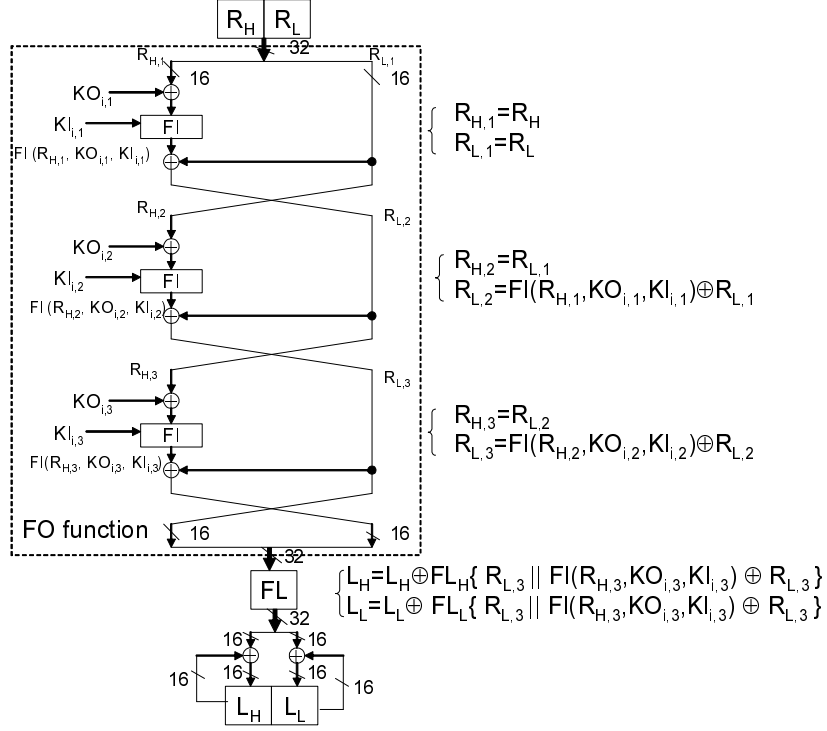 R_H R_L
32
R_H,1 R_L,1
16 16
KO_i,1
KI_i,1 FI
FI (R_H,1, KO_i,1, KI_i,1)
R_H,1=R_H
R_L,1=R_L
R_H,2 R_L,2
KO_i,2
KI_i,2 FI
FI (R_H,2, KO_i,2, KI_i,2)
R_H,2=R_L,1
R_L,2=FI(R_H,1,KO_i,1,KI_i,1)⊕R_L,1
R_H,3 R_L,3
KO_i,3
KI_i,3 FI
FI(R_H,3, KO_i,3, KI_i,3)
R_H,3=R_L,2
R_L,3=FI(R_H,2,KO_i,2,KI_i,2)⊕R_L,2
FO function 16 16
32
FL
L_H=L_H⊕FL_H{ R_L,3 || FI(R_H,3,KO_i,3,KI_i,3) ⊕ R_L,3 }
L_L=L_L⊕ FL_L{ R_L,3 || FI(R_H,3,KO_i,3,KI_i,3) ⊕ R_L,3 }
32
16 16
16 16 16 16
L_H L_L